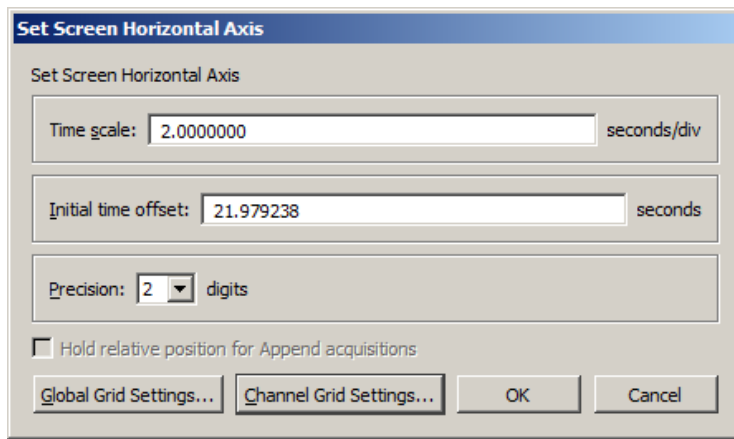 Set Screen Horizontal Axis
Set Screen Horizontal Axis
Time scale: 2.0000000 seconds/div
Initial time offset: 21.979238 seconds
Precision: 2 digits
Hold relative position for Append acquisitions
Global Grid Settings... Channel Grid Settings... OK Cancel